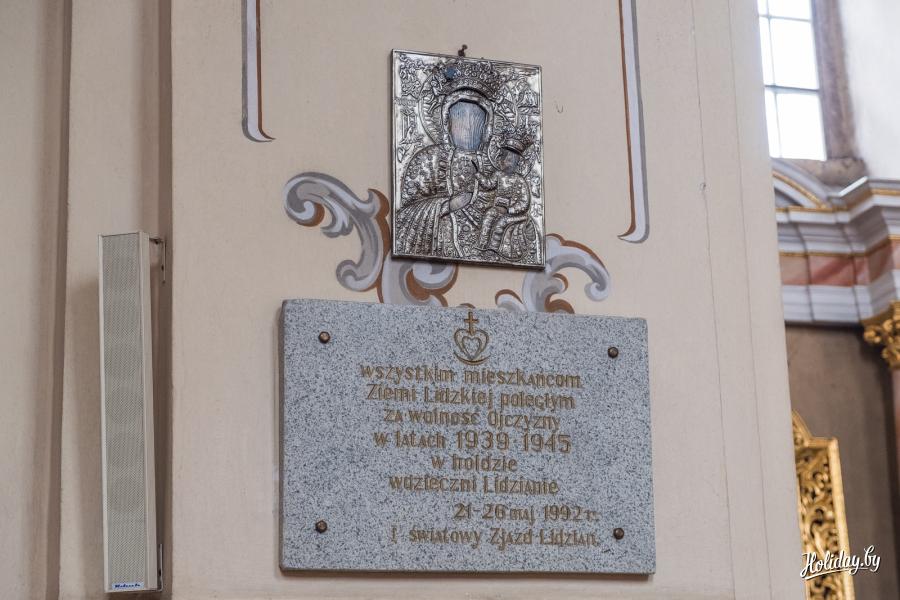 wszystkim mieszkańcom
Ziemi Lidzkiej poległym
za wolność Ojczyzny
w latach 1939-1945
w hołdzie
wdzięczni Lidzianie
21-26 maj 1992 r.
I światowy Zjazd Lidzian.
Holiday.by